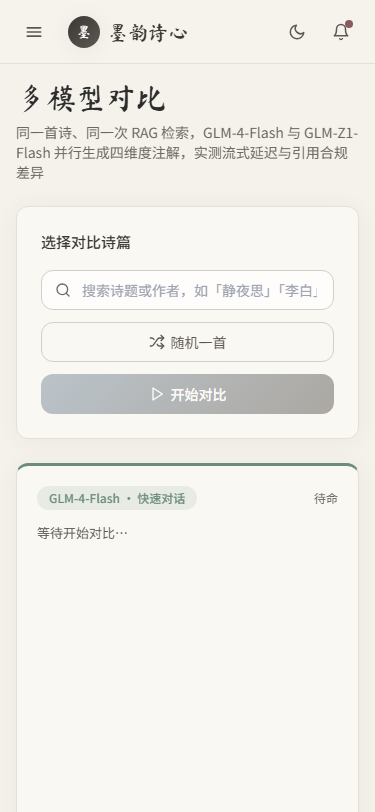 墨 墨韵诗心
多模型对比
同一首诗、同一次 RAG 检索，GLM-4-Flash 与 GLM-Z1-
Flash 并行生成四维度注解，实测流式延迟与引用合规
差异
选择对比诗篇
搜索诗题或作者，如「静夜思」「李白」
随机一首
开始对比
GLM-4-Flash · 快速对话 待命
等待开始对比…